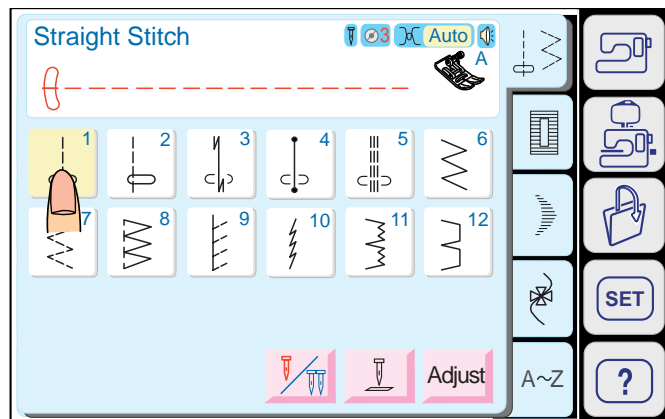 Straight Stitch
3 Auto
A
1 2 3 4 5 6
7 8 9 10 11 12
Adjust
A~Z
SET
?